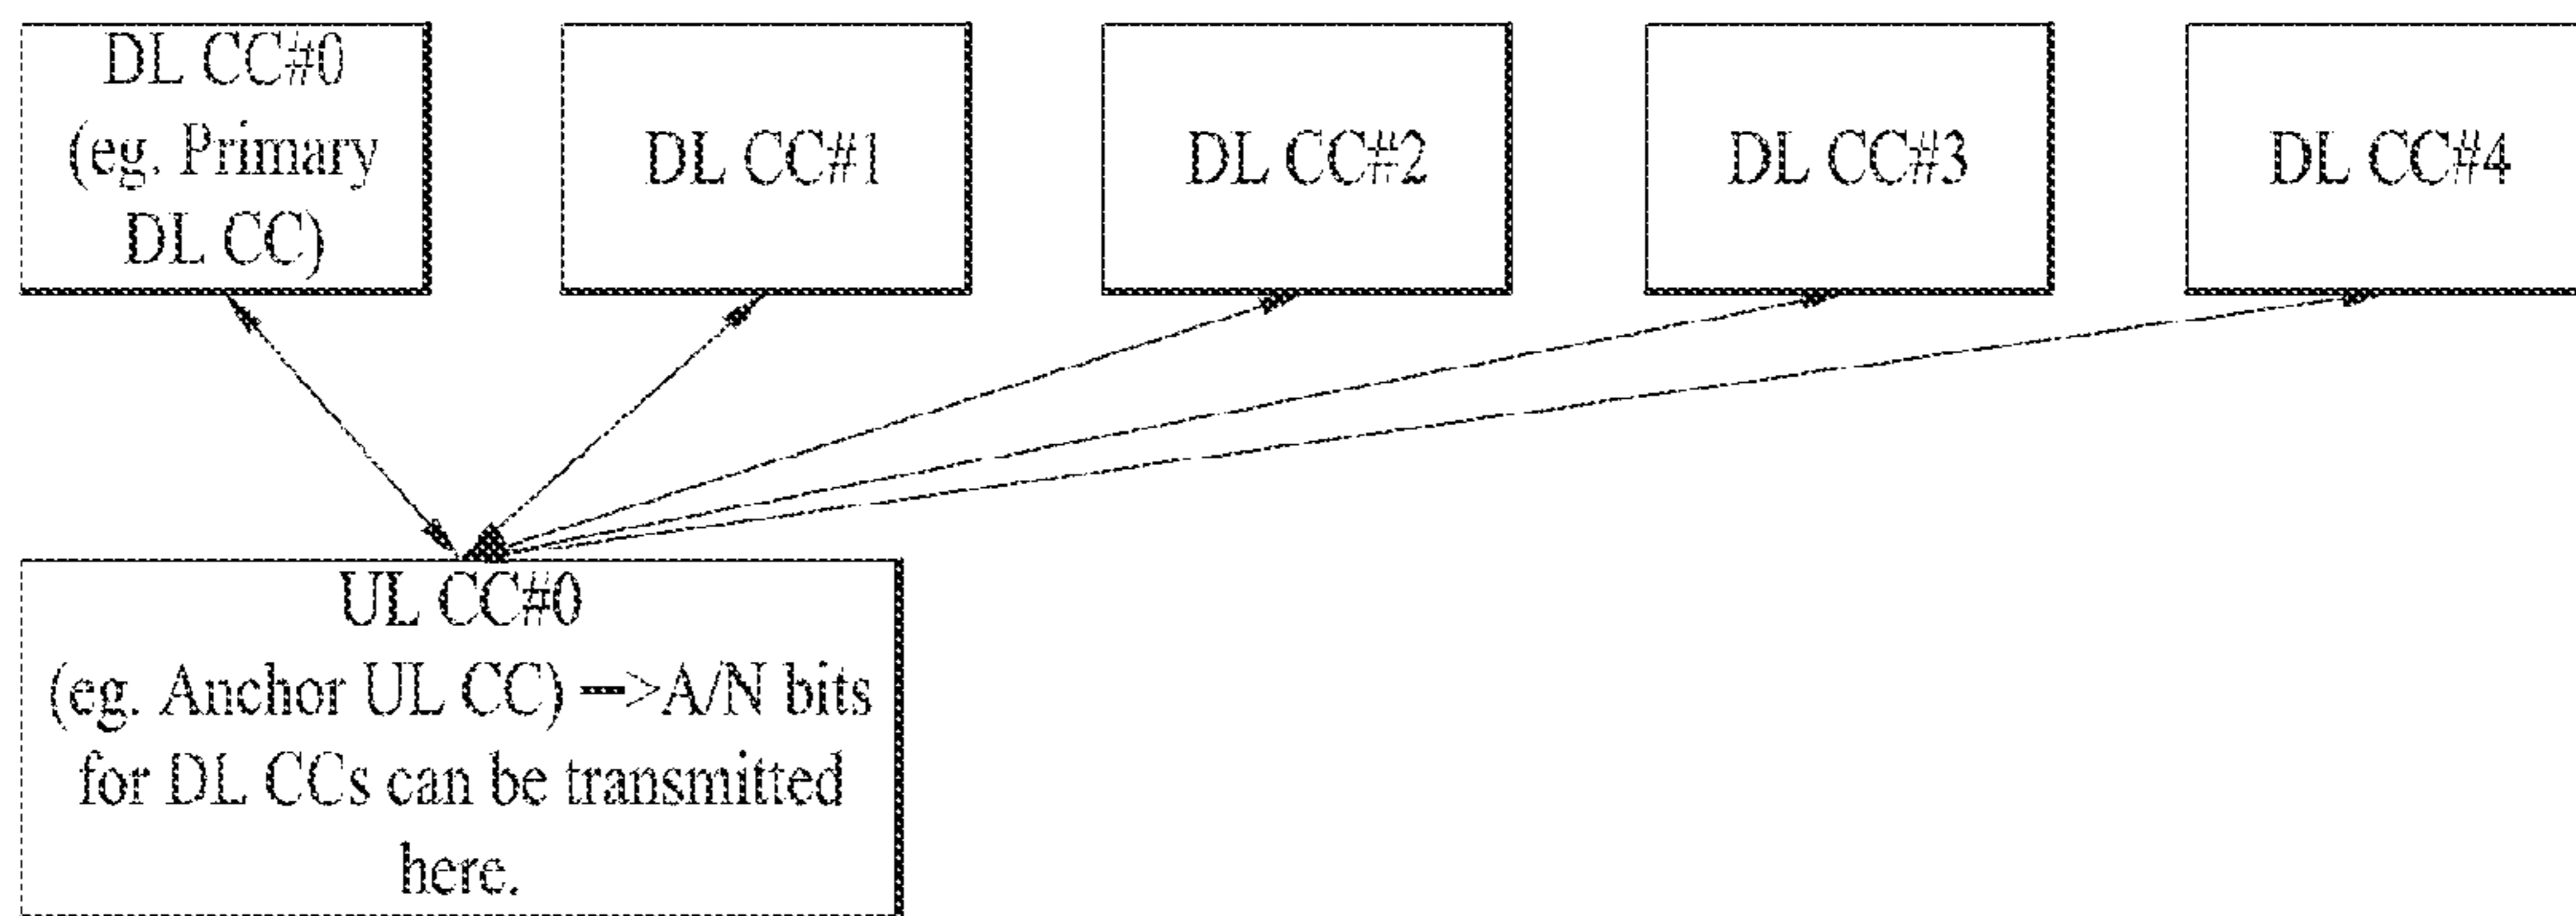 DL CC#0
(eg. Primary
DL CC)
DL CC#1
DL CC#2
DL CC#3
DL CC#4
UL CC#0
(eg. Anchor UL CC) -->A/N bits
for DL CCs can be transmitted
here.